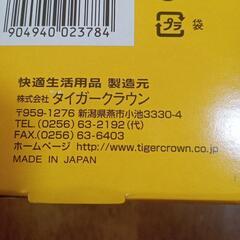 904940 023784
プラ
袋
快適生活用品 製造元
株式会社 タイガークラウン
〒959-1276 新潟県燕市小池3330-4
TEL.(0256) 63-2192 (代)
FAX.(0256) 63-6403
ホームページ http://www.tigercrown.co.jp
MADE IN JAPAN